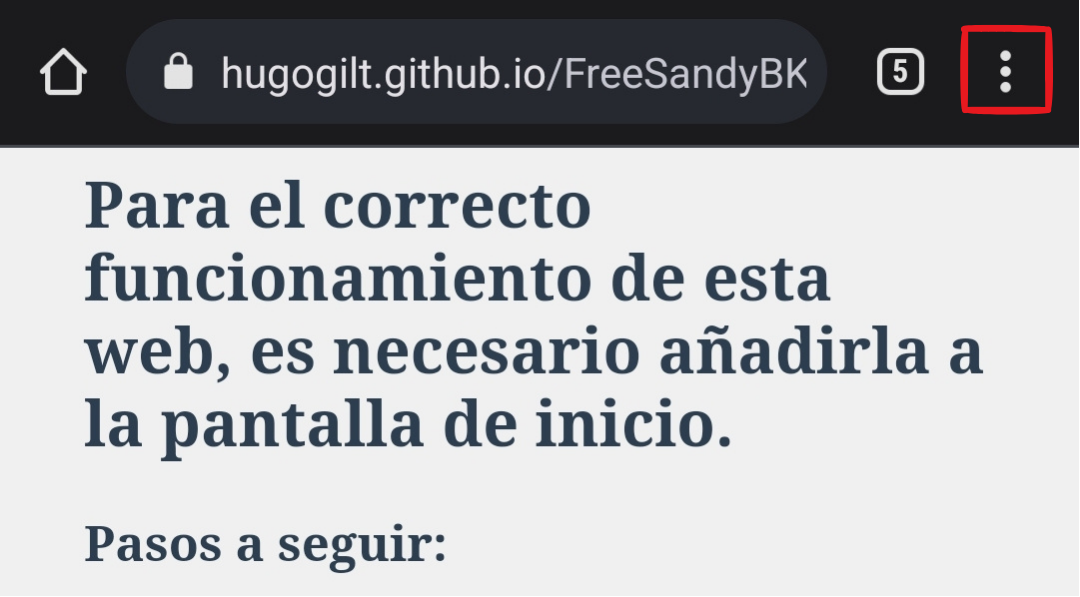 hugogilt.github.io/FreeSandyBK
5
Para el correcto
funcionamiento de esta
web, es necesario añadirla a
la pantalla de inicio.
Pasos a seguir: